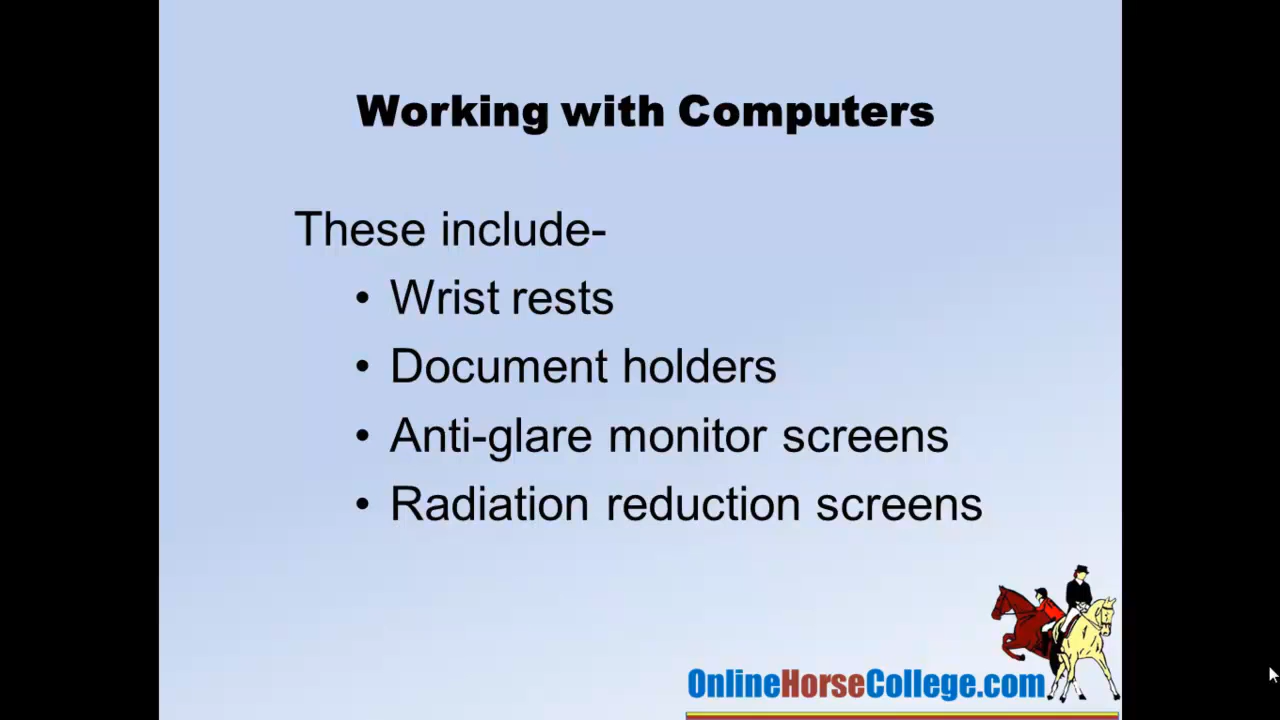 Working with Computers
These include-
• Wrist rests
• Document holders
• Anti-glare monitor screens
• Radiation reduction screens
OnlineHorseCollege.com